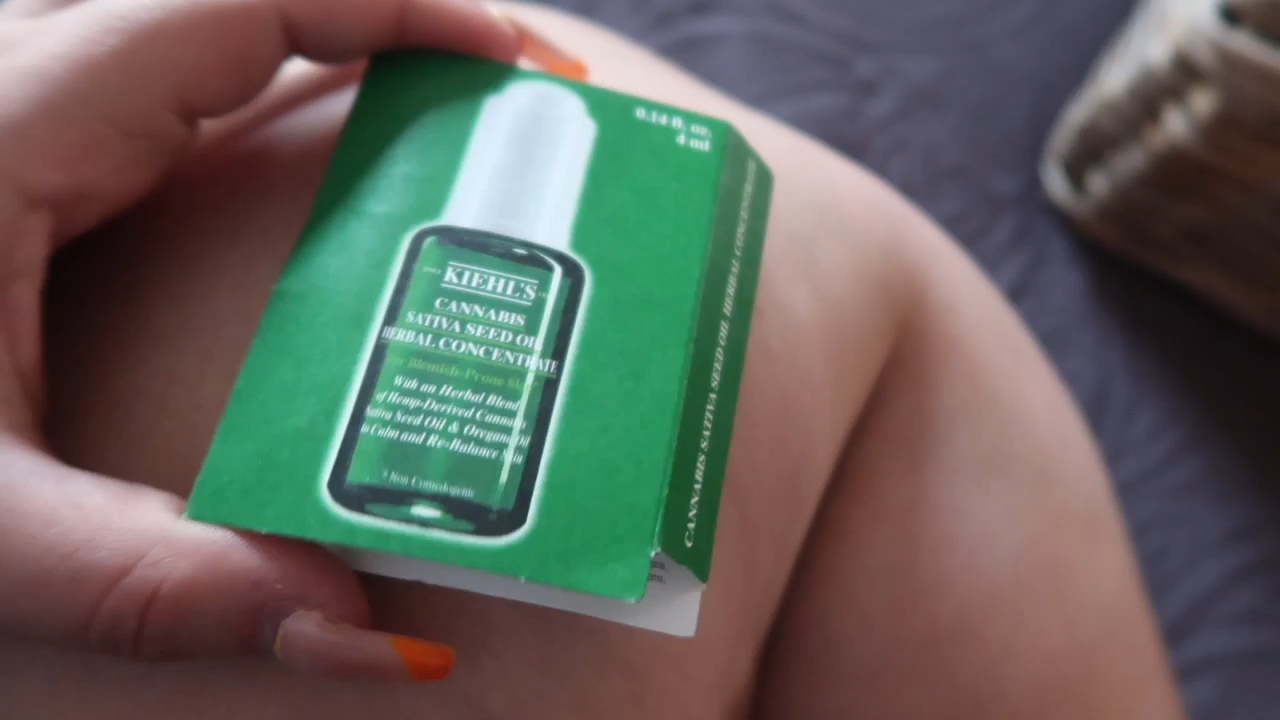 0.14 fl. oz.
4 ml
KIEHL'S
CANNABIS
SATIVA SEED OIL
HERBAL CONCENTRATE
Blemish-Prone
With an Herbal Blend
of Hemp-Derived Cannabis
Sativa Seed Oil & Oregano Oil
to Calm and Re-Balance Skin
Non Comedogenic
CANNABIS SATIVA SEED OIL HERBAL CONCENTRATE